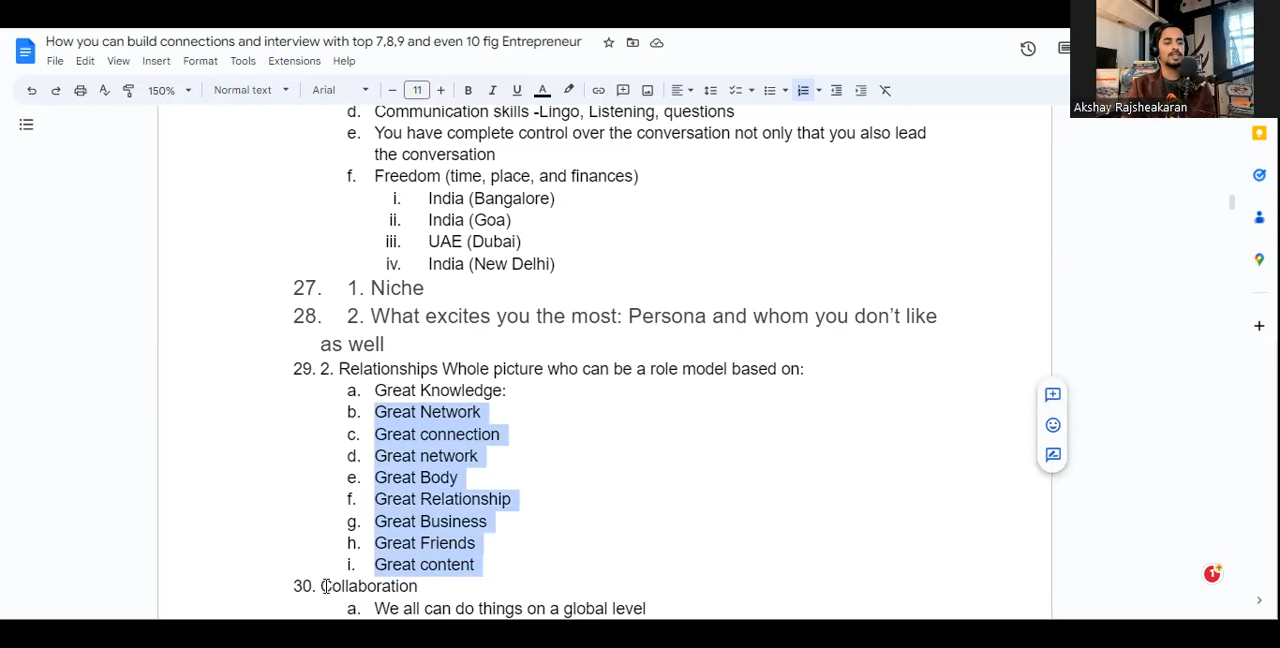 How you can build connections and interview with top 7,8,9 and even 10 fig Entrepreneur
File Edit View Insert Format Tools Extensions Help
150% Normal text Arial 11 B I U A
Akshay Rajsheakaran
d. Communication skills -Lingo, Listening, questions
e. You have complete control over the conversation not only that you also lead
the conversation
f. Freedom (time, place, and finances)
i. India (Bangalore)
ii. India (Goa)
iii. UAE (Dubai)
iv. India (New Delhi)
27. 1. Niche
28. 2. What excites you the most: Persona and whom you don’t like
as well
29. 2. Relationships Whole picture who can be a role model based on:
a. Great Knowledge:
b. Great Network
c. Great connection
d. Great network
e. Great Body
f. Great Relationship
g. Great Business
h. Great Friends
i. Great content
30. Collaboration
a. We all can do things on a global level